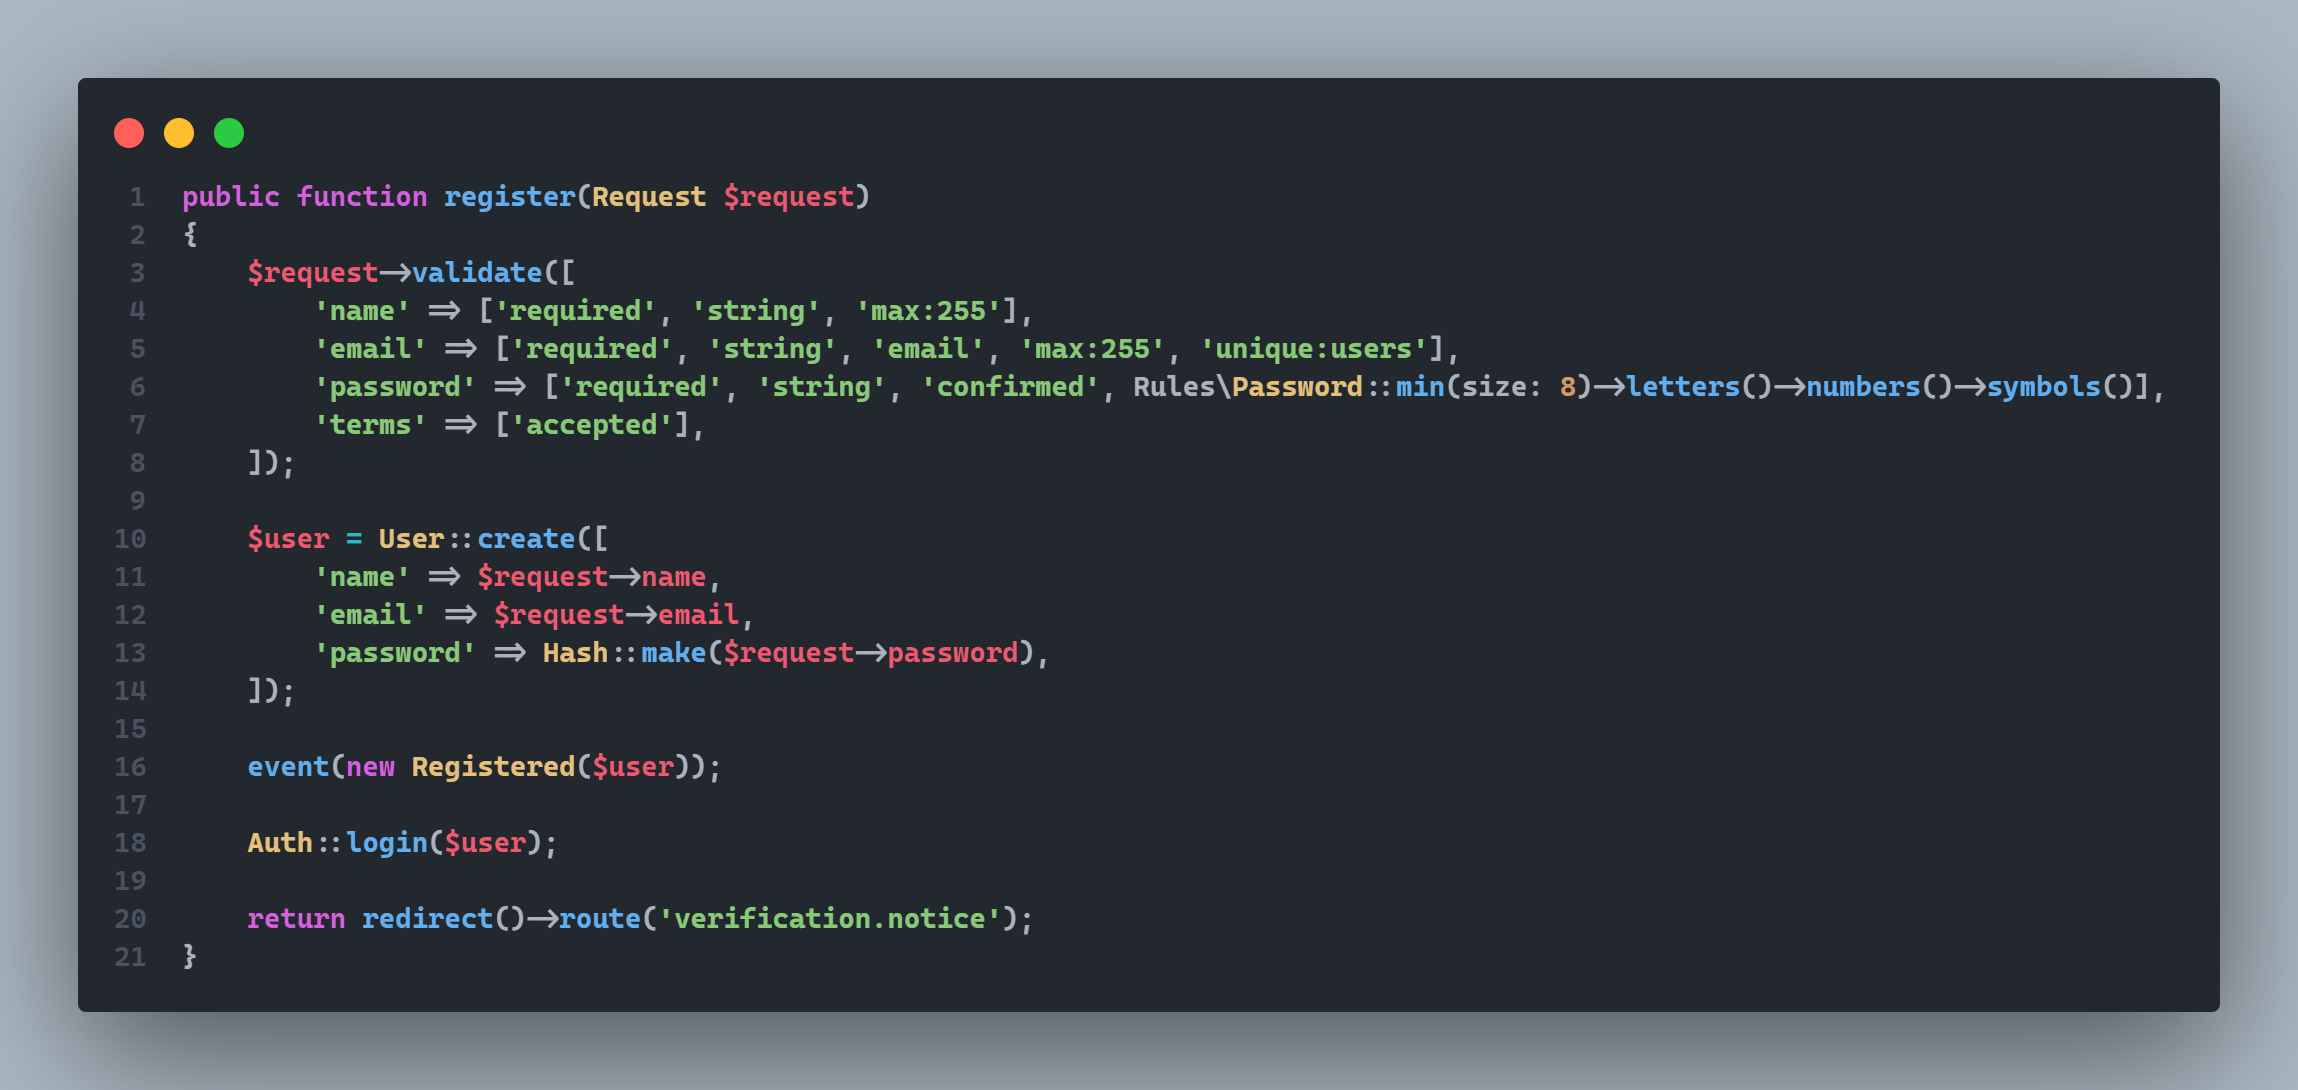 1 public function register(Request $request)
2 {
3     $request->validate([
4         'name' => ['required', 'string', 'max:255'],
5         'email' => ['required', 'string', 'email', 'max:255', 'unique:users'],
6         'password' => ['required', 'string', 'confirmed', Rules\Password::min(size: 8)->letters()->numbers()->symbols()],
7         'terms' => ['accepted'],
8     ]);
9
10     $user = User::create([
11         'name' => $request->name,
12         'email' => $request->email,
13         'password' => Hash::make($request->password),
14     ]);
15
16     event(new Registered($user));
17
18     Auth::login($user);
19
20     return redirect()->route('verification.notice');
21 }